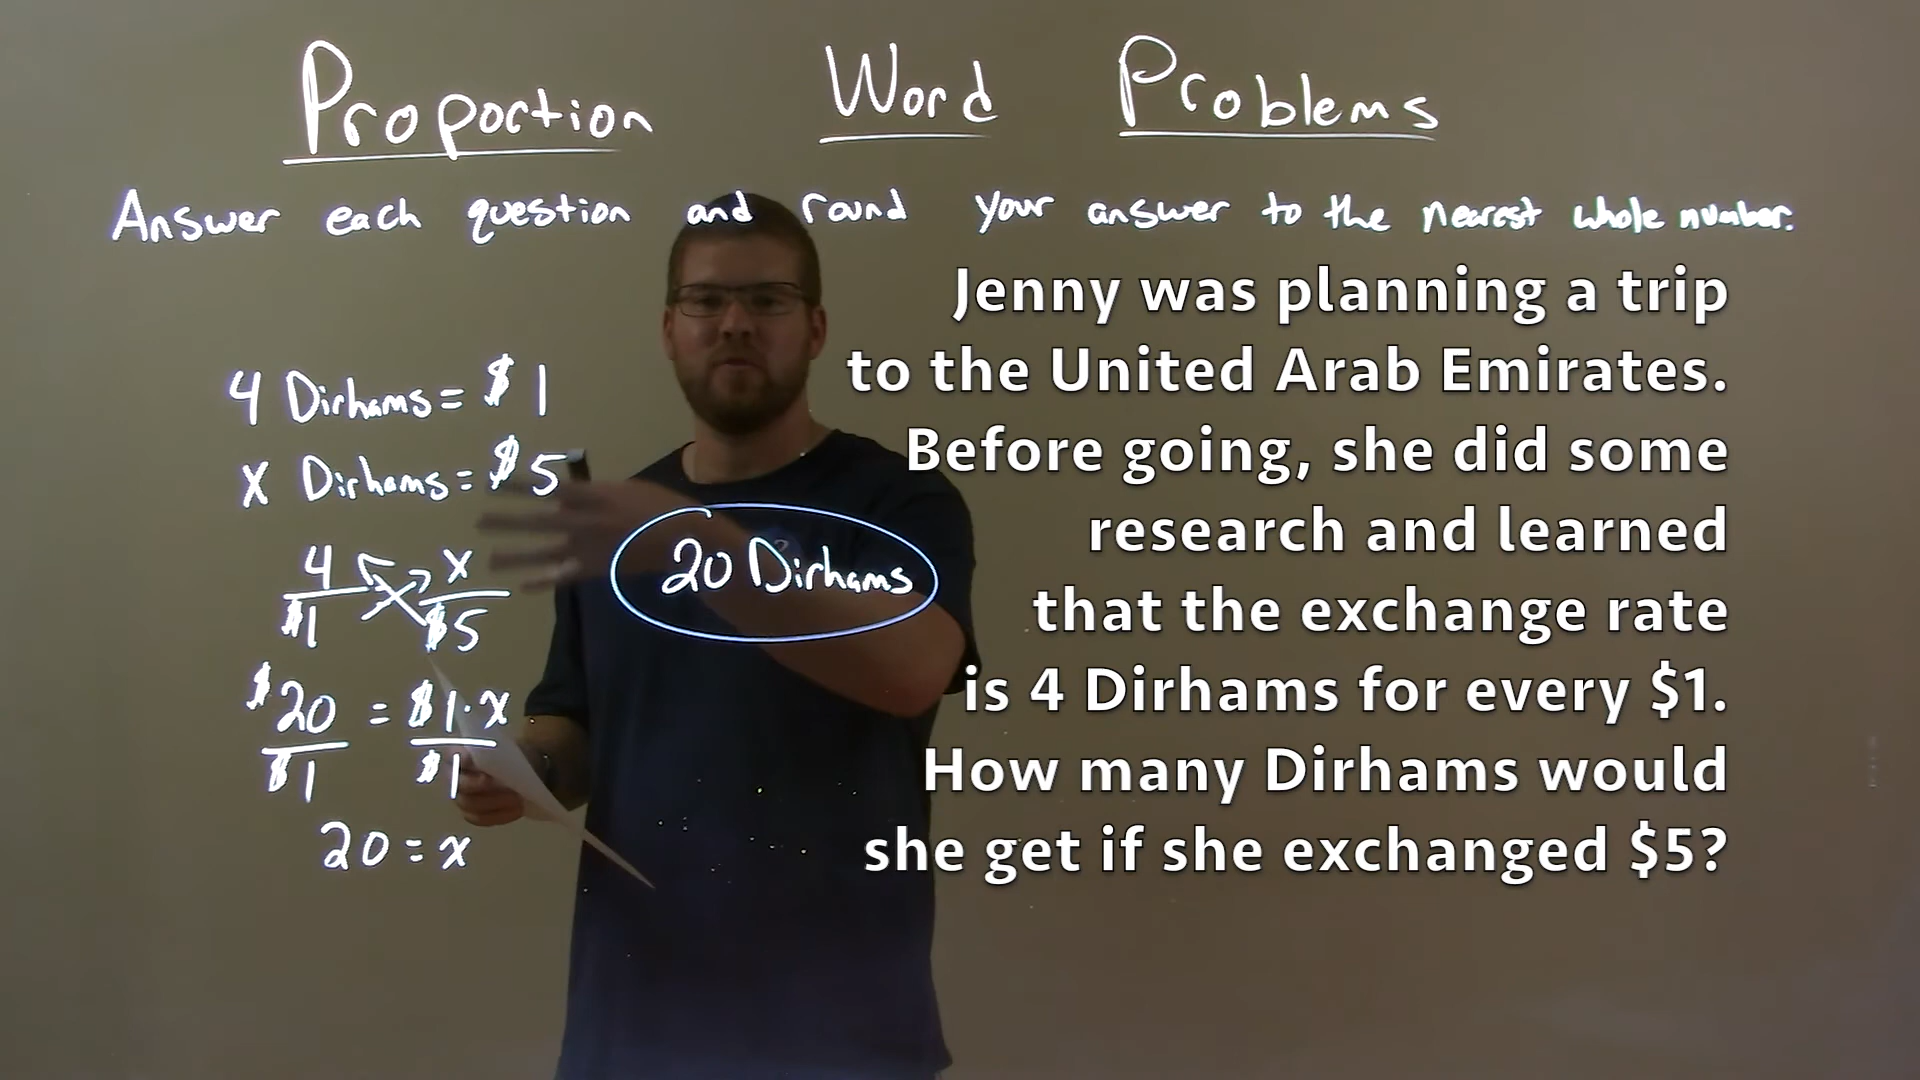 Proportion Word Problems
Answer each question and round your answer to the nearest whole number.
Jenny was planning a trip
to the United Arab Emirates.
Before going, she did some
research and learned
that the exchange rate
is 4 Dirhams for every $1.
How many Dirhams would
she get if she exchanged $5?
4 Dirhams = $1
x Dirhams = $5
4 x
$1 $5
$20 = $1·x
$1 $1
20 = x
20 Dirhams